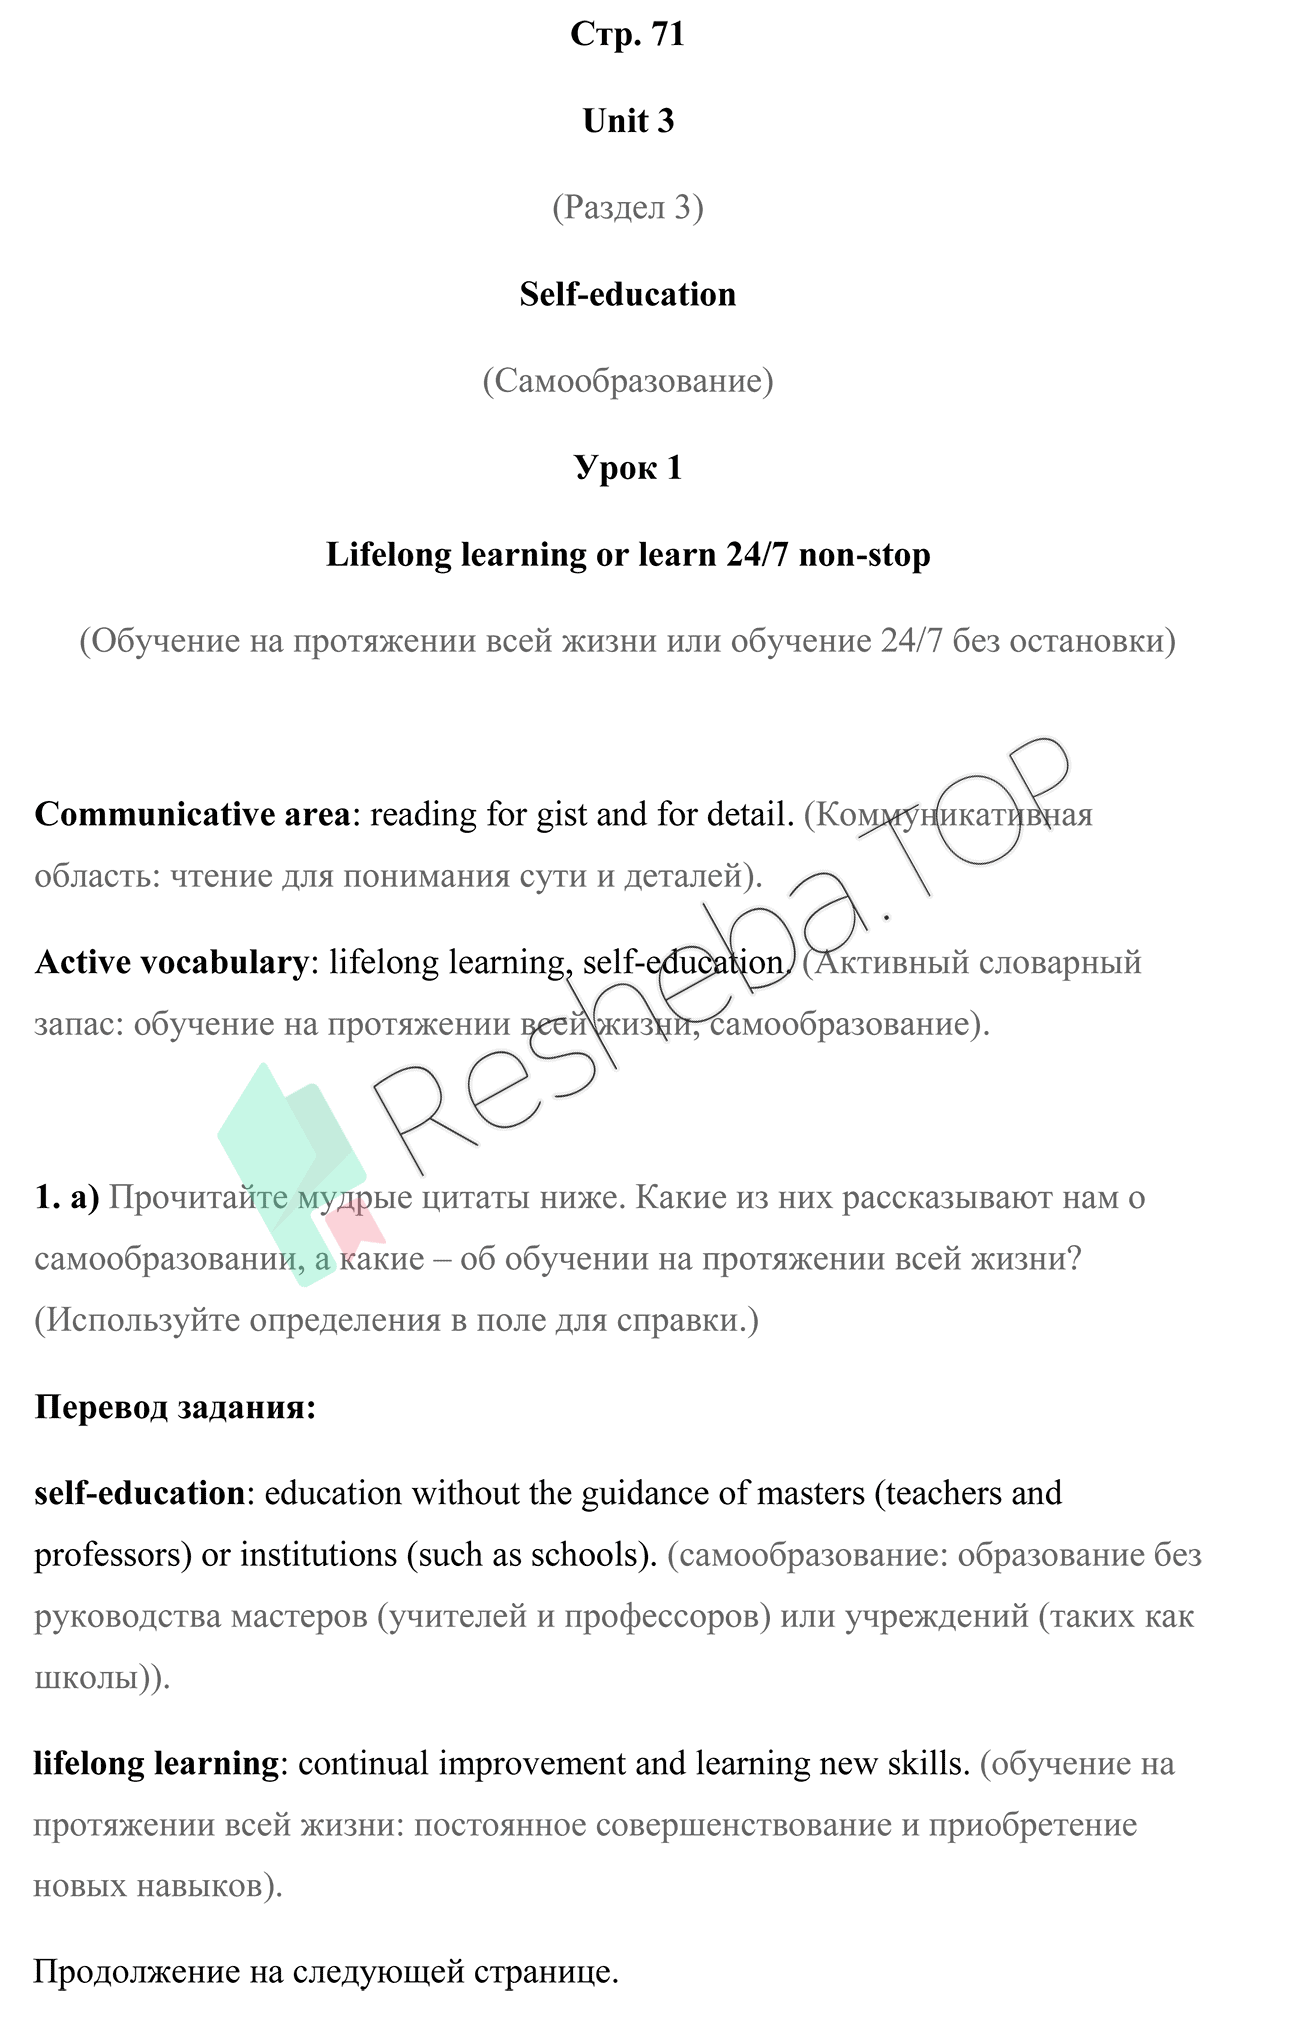 Стр. 71
Unit 3
(Раздел 3)
Self-education
(Самообразование)
Урок 1
Lifelong learning or learn 24/7 non-stop
(Обучение на протяжении всей жизни или обучение 24/7 без остановки)
Communicative area: reading for gist and for detail. (Коммуникативная
область: чтение для понимания сути и деталей).
Active vocabulary: lifelong learning, self-education. (Активный словарный
запас: обучение на протяжении всей жизни, самообразование).
Resheba.TOP
1. a) Прочитайте мудрые цитаты ниже. Какие из них рассказывают нам о
самообразовании, а какие – об обучении на протяжении всей жизни?
(Используйте определения в поле для справки.)
Перевод задания:
self-education: education without the guidance of masters (teachers and
professors) or institutions (such as schools). (самообразование: образование без
руководства мастеров (учителей и профессоров) или учреждений (таких как
школы)).
lifelong learning: continual improvement and learning new skills. (обучение на
протяжении всей жизни: постоянное совершенствование и приобретение
новых навыков).
Продолжение на следующей странице.